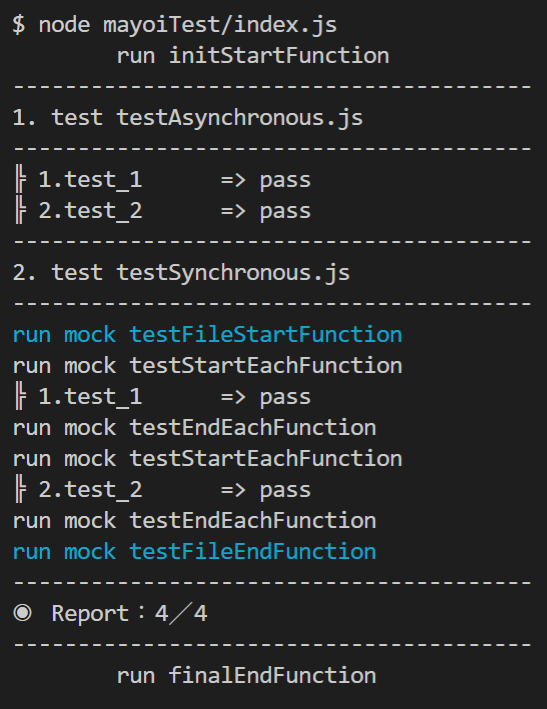 $ node mayoiTest/index.js
run initStartFunction
----------------------------------------
1. test testAsynchronous.js
----------------------------------------
╠ 1.test_1      => pass
╠ 2.test_2      => pass
----------------------------------------
2. test testSynchronous.js
----------------------------------------
run mock testFileStartFunction
run mock testStartEachFunction
╠ 1.test_1      => pass
run mock testEndEachFunction
run mock testStartEachFunction
╠ 2.test_2      => pass
run mock testEndEachFunction
run mock testFileEndFunction
----------------------------------------
◉ Report：4／4
----------------------------------------
run finalEndFunction